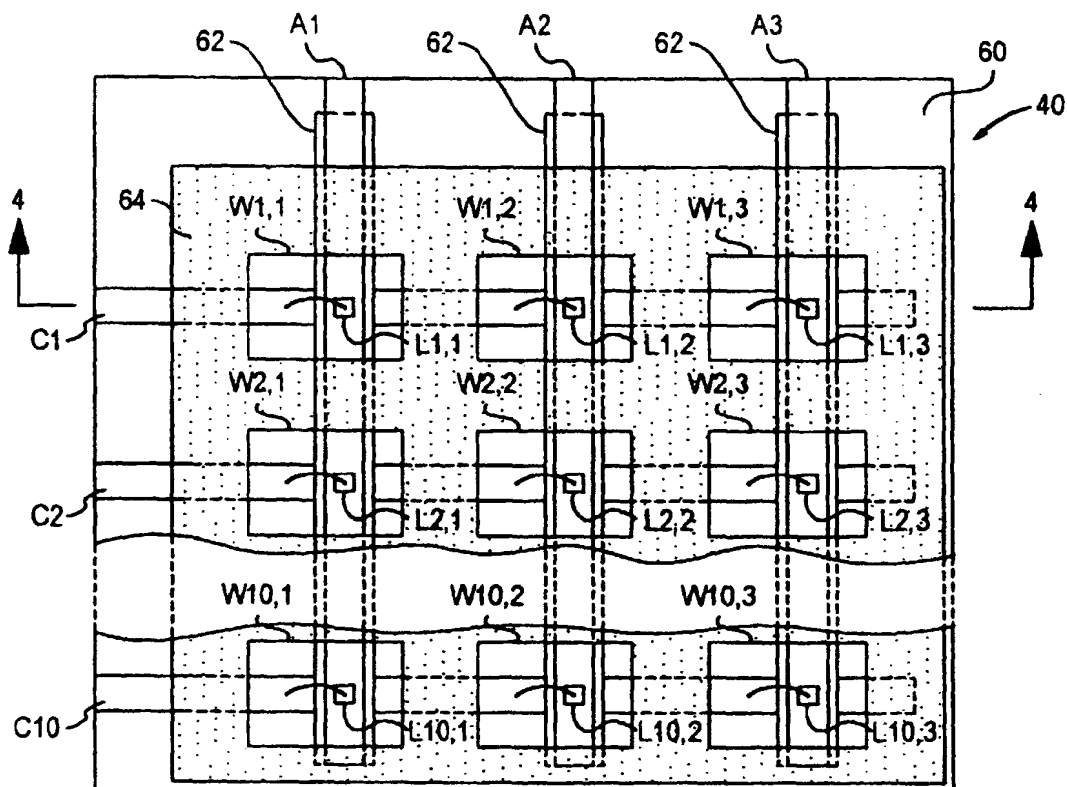 A1 A2 A3
62 62 62 60
40
4 64 W1,1 W1,2 W1,3 4
C1 L1,1 L1,2 L1,3
W2,1 W2,2 W2,3
C2 L2,1 L2,2 L2,3
W10,1 W10,2 W10,3
C10 L10,1 L10,2 L10,3